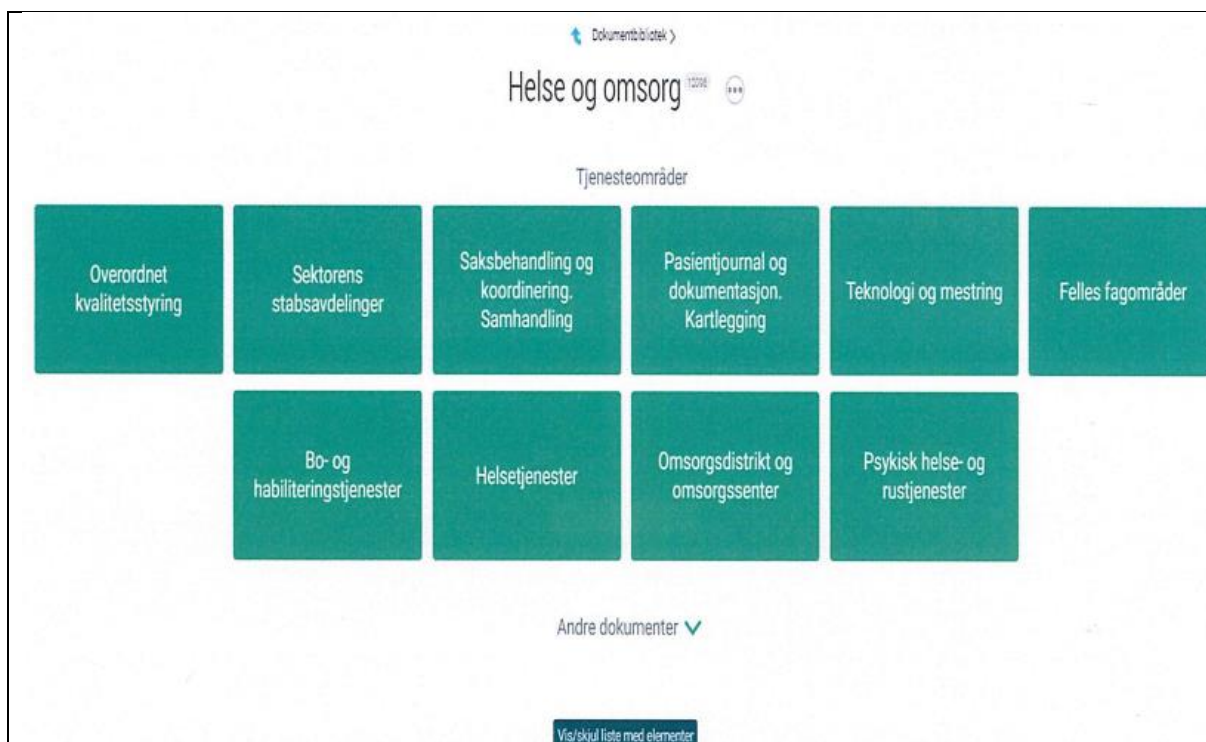 Dokumentbibliotek >
Helse og omsorg
Tjenesteområder
Overordnet
kvalitetsstyring
Sektorens
stabsavdelinger
Saksbehandling og
koordinering.
Samhandling
Pasientjournal og
dokumentasjon.
Kartlegging
Teknologi og mestring
Felles fagområder
Bo- og
habiliteringstjenester
Helsetjenester
Omsorgsdistrikt og
omsorgssenter
Psykisk helse- og
rustjenester
Andre dokumenter
Vis/skjul liste med elementer